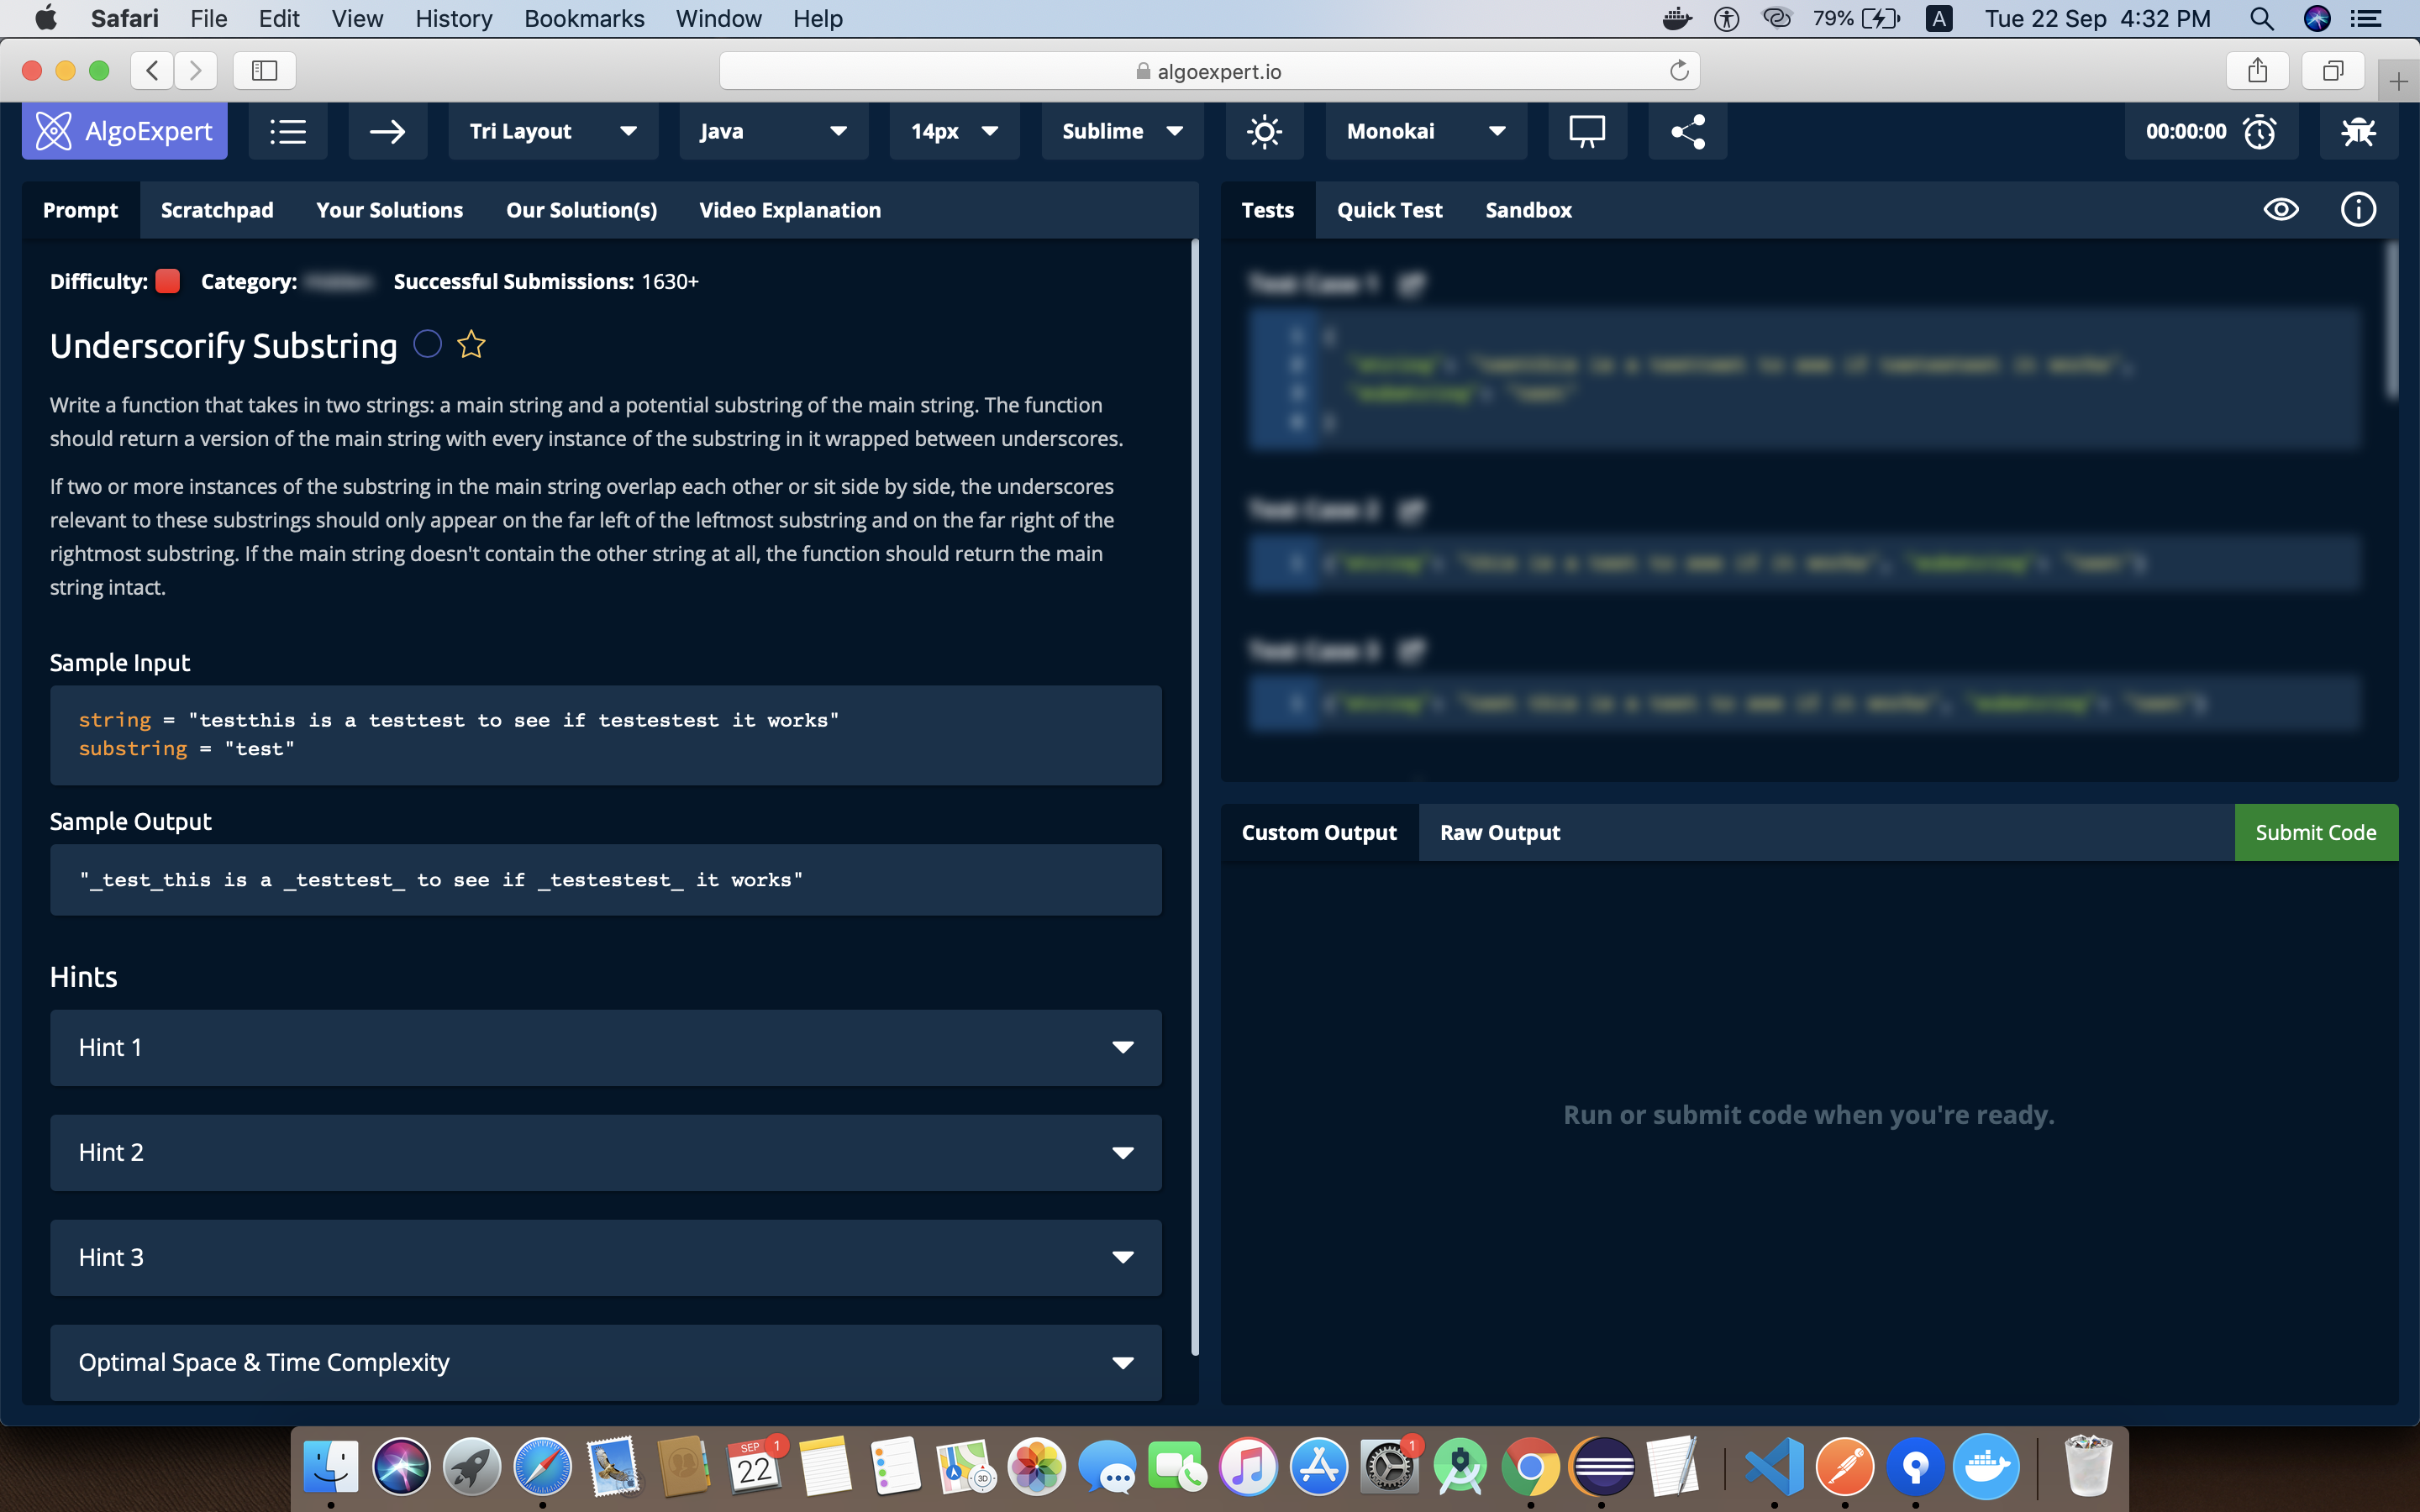 Safari File Edit View History Bookmarks Window Help 79% A Tue 22 Sep 4:32 PM
algoexpert.io
AlgoExpert Tri Layout Java 14px Sublime Monokai 00:00:00
Prompt Scratchpad Your Solutions Our Solution(s) Video Explanation
Difficulty: Category: Successful Submissions: 1630+
Underscorify Substring
Write a function that takes in two strings: a main string and a potential substring of the main string. The function
should return a version of the main string with every instance of the substring in it wrapped between underscores.
If two or more instances of the substring in the main string overlap each other or sit side by side, the underscores
relevant to these substrings should only appear on the far left of the leftmost substring and on the far right of the
rightmost substring. If the main string doesn't contain the other string at all, the function should return the main
string intact.
Sample Input
string = "testthis is a testtest to see if testestest it works"
substring = "test"
Sample Output
"_test_this is a _testtest_ to see if _testestest_ it works"
Hints
Hint 1
Hint 2
Hint 3
Optimal Space & Time Complexity
Tests Quick Test Sandbox
Test Case 1
Test Case 2
Test Case 3
Custom Output Raw Output Submit Code
Run or submit code when you're ready.
SEP 1
22
3D
1